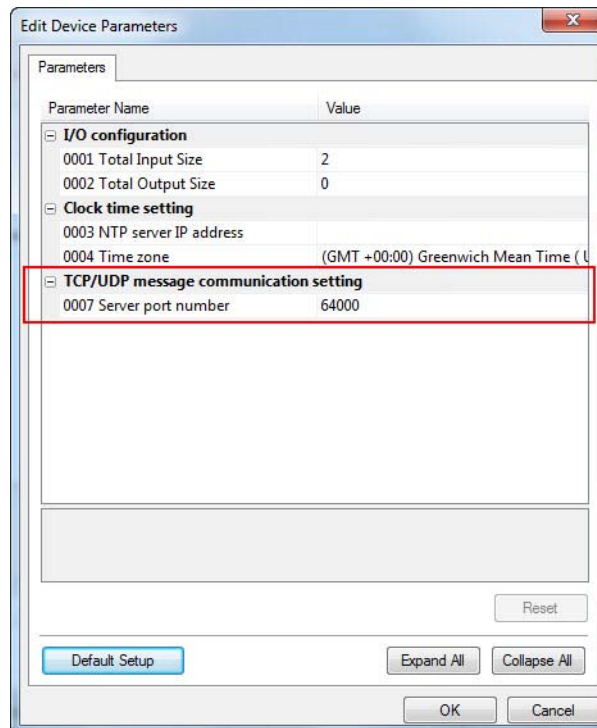 Edit Device Parameters
Parameters
Parameter Name Value
I/O configuration
0001 Total Input Size 2
0002 Total Output Size 0
Clock time setting
0003 NTP server IP address
0004 Time zone (GMT +00:00) Greenwich Mean Time ( U
TCP/UDP message communication setting
0007 Server port number 64000
Reset
Default Setup Expand All Collapse All
OK Cancel